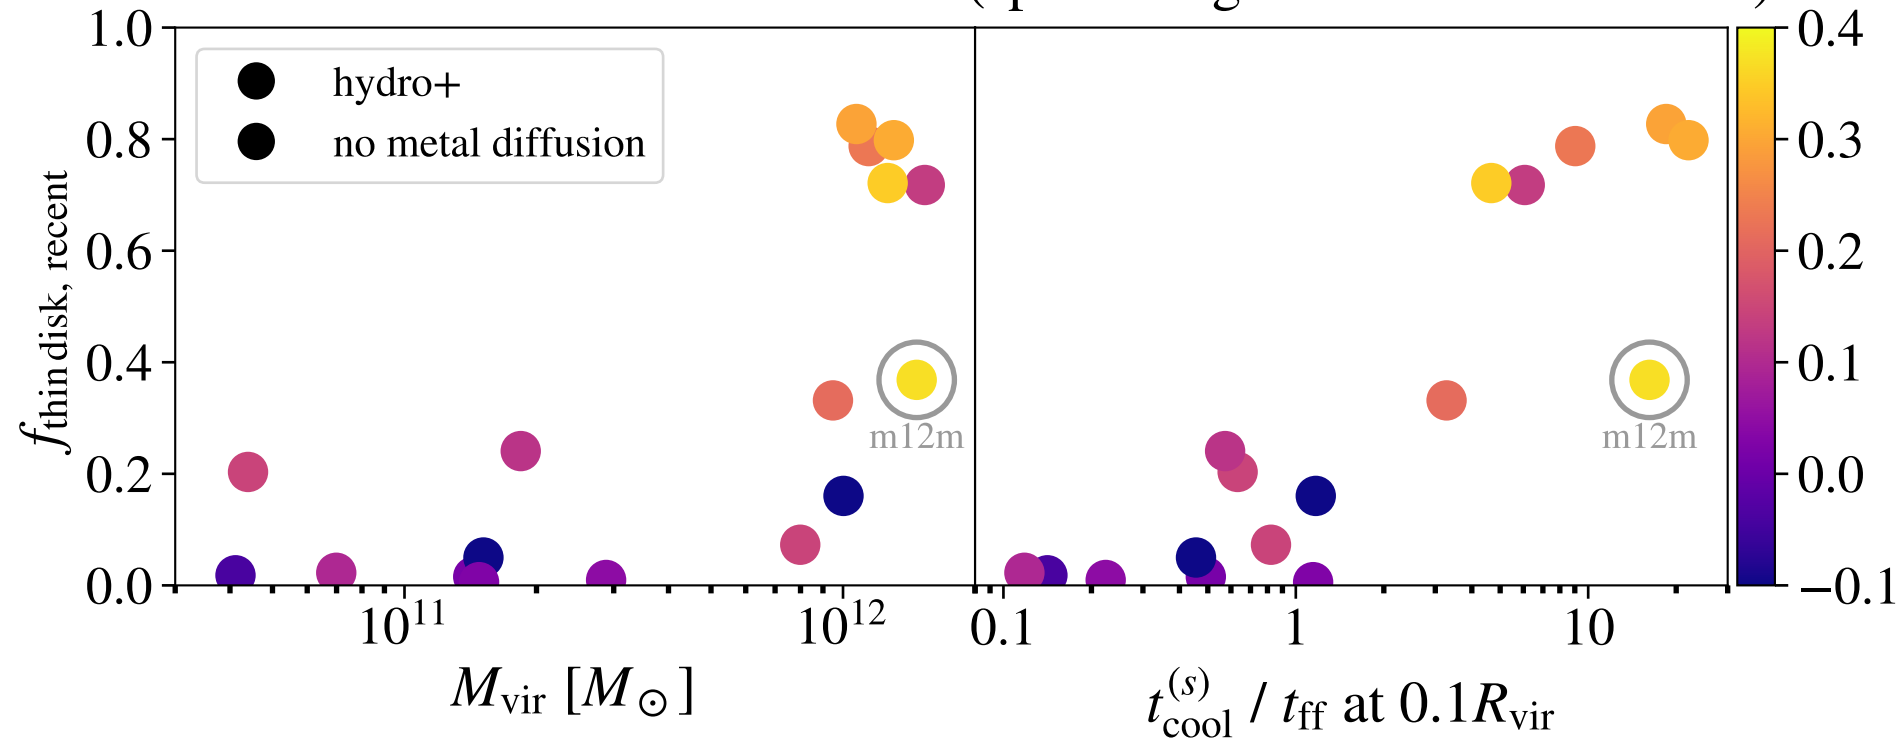 1.0
0.8
0.6
0.4
0.2
0.0
f_thin disk, recent
hydro+
no metal diffusion
m12m
m12m
10^11
10^12
M_vir [M_⊙]
0.1
1
10
t_cool^(s) / t_ff at 0.1R_vir
0.4
0.3
0.2
0.1
0.0
−0.1